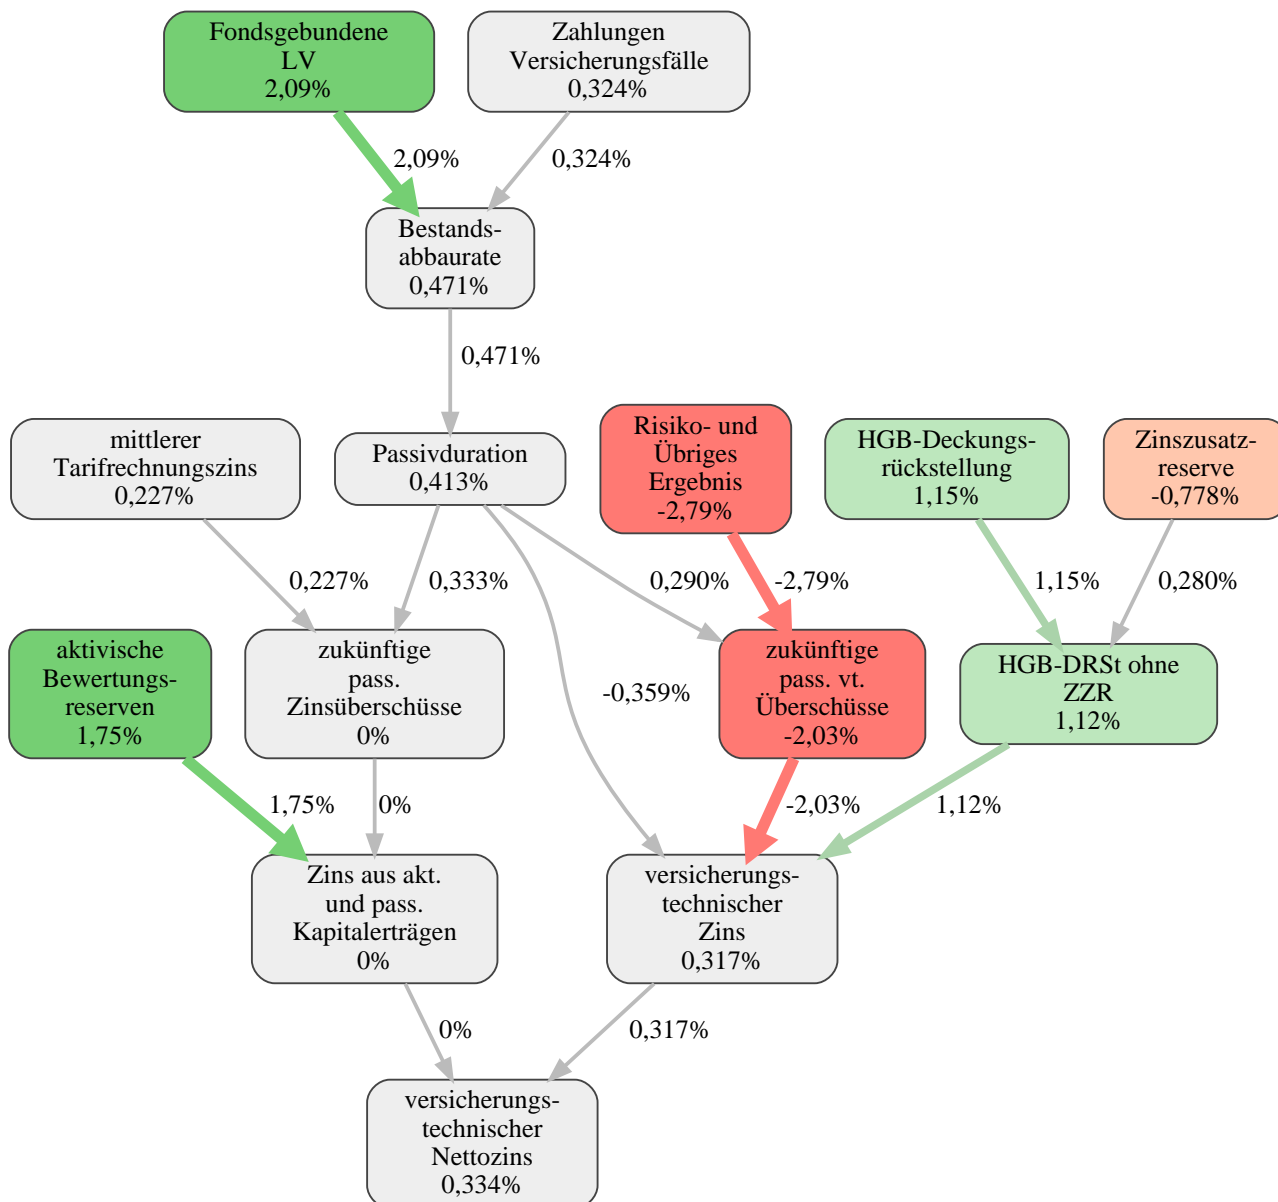 Fondsgebundene
LV
2,09%
Zahlungen
Versicherungsfälle
0,324%
2,09%
0,324%
Bestands-
abbaurate
0,471%
0,471%
mittlerer
Tarifrechnungszins
0,227%
Passivduration
0,413%
Risiko- und
Übriges
Ergebnis
-2,79%
HGB-Deckungs-
rückstellung
1,15%
Zinszusatz-
reserve
-0,778%
0,227%
0,333%
0,290%
-2,79%
1,15%
0,280%
aktivische
Bewertungs-
reserven
1,75%
zukünftige
pass.
Zinsüberschüsse
0%
-0,359%
zukünftige
pass. vt.
Überschüsse
-2,03%
HGB-DRSt ohne
ZZR
1,12%
1,75%
0%
-2,03%
1,12%
Zins aus akt.
und pass.
Kapitalerträgen
0%
versicherungs-
technischer
Zins
0,317%
0%
0,317%
versicherungs-
technischer
Nettozins
0,334%